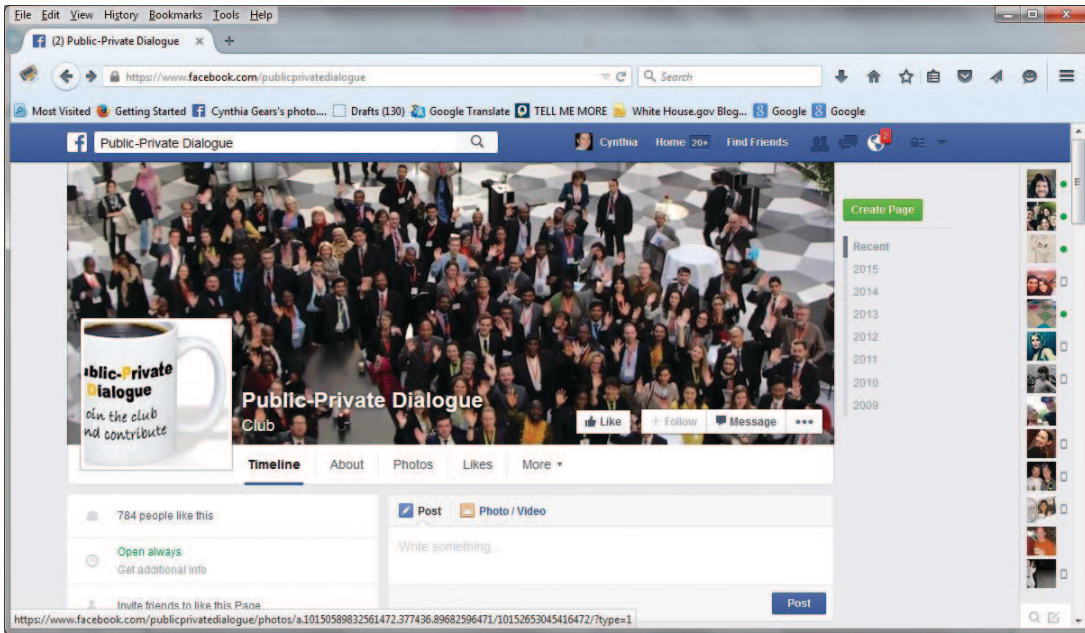 File Edit View History Bookmarks Tools Help
(2) Public-Private Dialogue × +
https://www.facebook.com/publicprivatedialogue Search
Most Visited Getting Started Cynthia Gears's photo.... Drafts (130) Google Translate TELL ME MORE White House.gov Blog... Google Google
Public-Private Dialogue Cynthia Home 20+ Find Friends 2
Create Page
Recent
2015
2014
2013
2012
2011
2010
2009
ublic-Private
Dialogue
oin the club
nd contribute
Public-Private Dialogue
Club
Like + Follow Message •••
Timeline About Photos Likes More
784 people like this
Open always
Get additional info
Invite friends to like this Page
Post Photo / Video
Write something...
Post
https://www.facebook.com/publicprivatedialogue/photos/a.10150589832561472.377436.89682596471/10152653045416472/?type=1